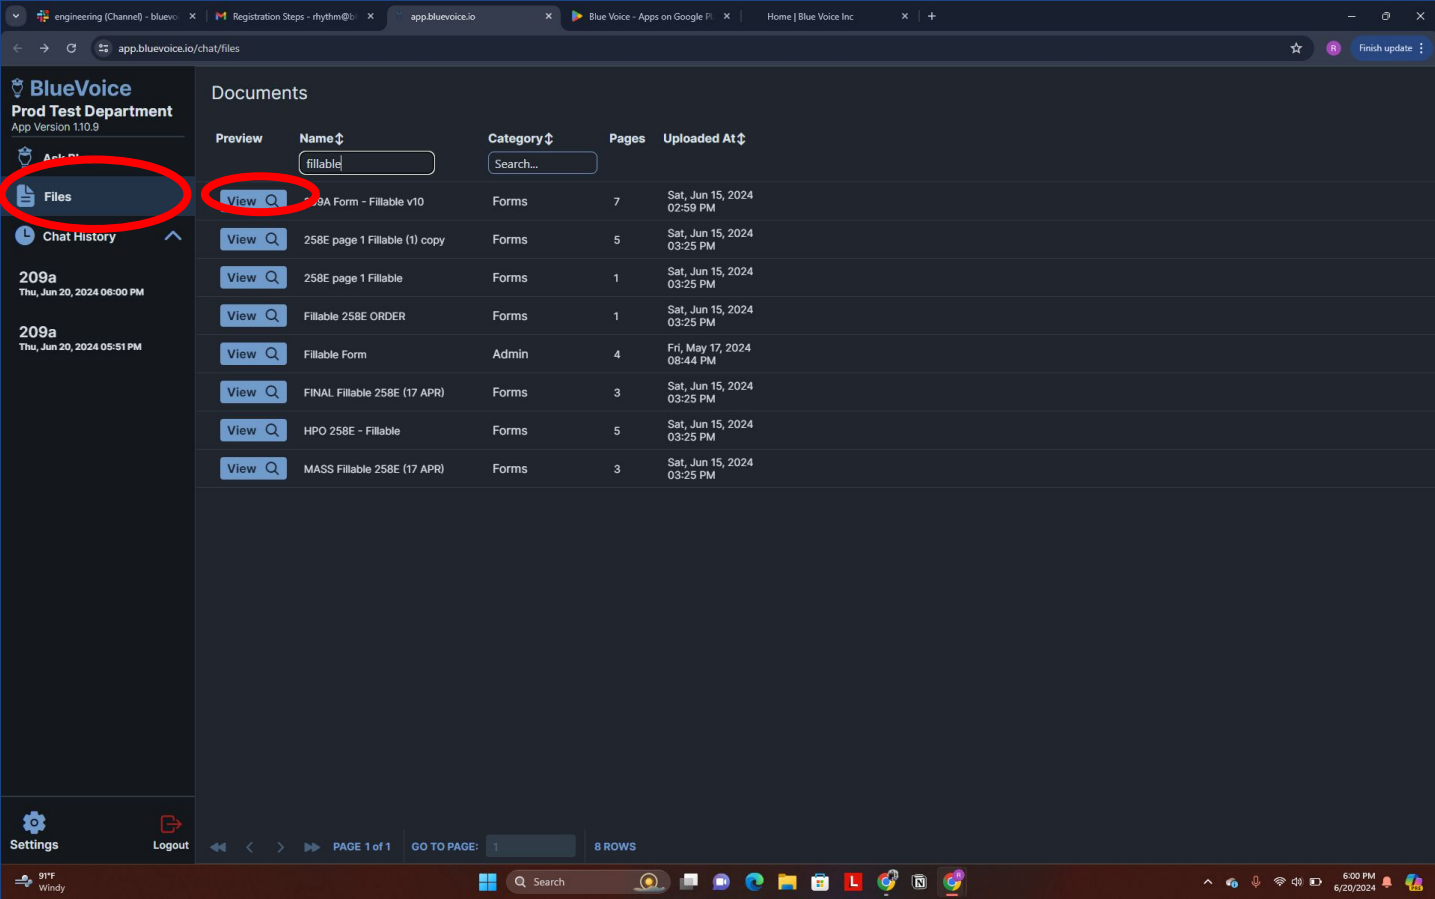 engineering (Channel) - bluevoi
Registration Steps - rhythm@b
app.bluevoice.io
Blue Voice - Apps on Google Pl
Home | Blue Voice Inc
app.bluevoice.io/chat/files
R
Finish update
BlueVoice
Prod Test Department
App Version 1.10.9
Files
Chat History
209a
Thu, Jun 20, 2024 06:00 PM
209a
Thu, Jun 20, 2024 05:51 PM
Settings
Logout
Documents
Preview Name Category Pages Uploaded At
fillable Search...
View 209A Form - Fillable v10 Forms 7 Sat, Jun 15, 2024
02:59 PM
View 258E page 1 Fillable (1) copy Forms 5 Sat, Jun 15, 2024
03:25 PM
View 258E page 1 Fillable Forms 1 Sat, Jun 15, 2024
03:25 PM
View Fillable 258E ORDER Forms 1 Sat, Jun 15, 2024
03:25 PM
View Fillable Form Admin 4 Fri, May 17, 2024
08:44 PM
View FINAL Fillable 258E (17 APR) Forms 3 Sat, Jun 15, 2024
03:25 PM
View HPO 258E - Fillable Forms 5 Sat, Jun 15, 2024
03:25 PM
View MASS Fillable 258E (17 APR) Forms 3 Sat, Jun 15, 2024
03:25 PM
PAGE 1 of 1 GO TO PAGE: 1 8 ROWS
91°F
Windy
Search
L
6:00 PM
6/20/2024